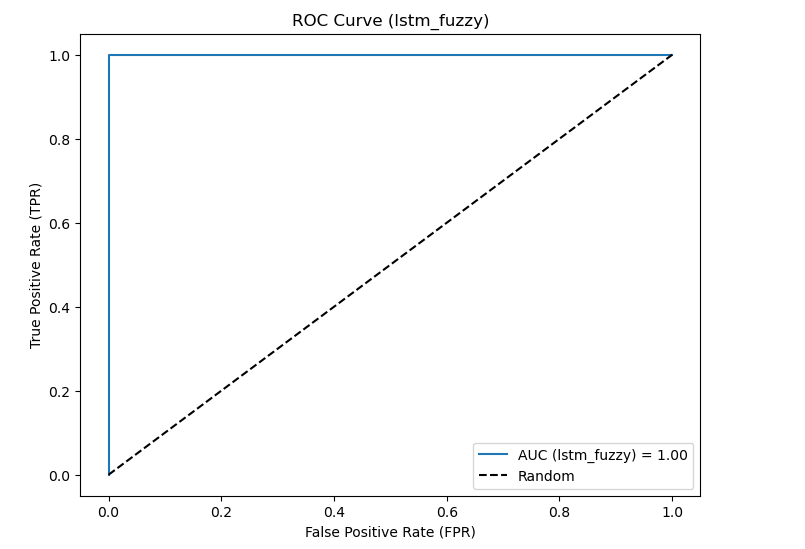 ROC Curve (lstm_fuzzy)
True Positive Rate (TPR)
1.0
0.8
0.6
0.4
0.2
0.0
AUC (lstm_fuzzy) = 1.00
Random
0.0 0.2 0.4 0.6 0.8 1.0
False Positive Rate (FPR)